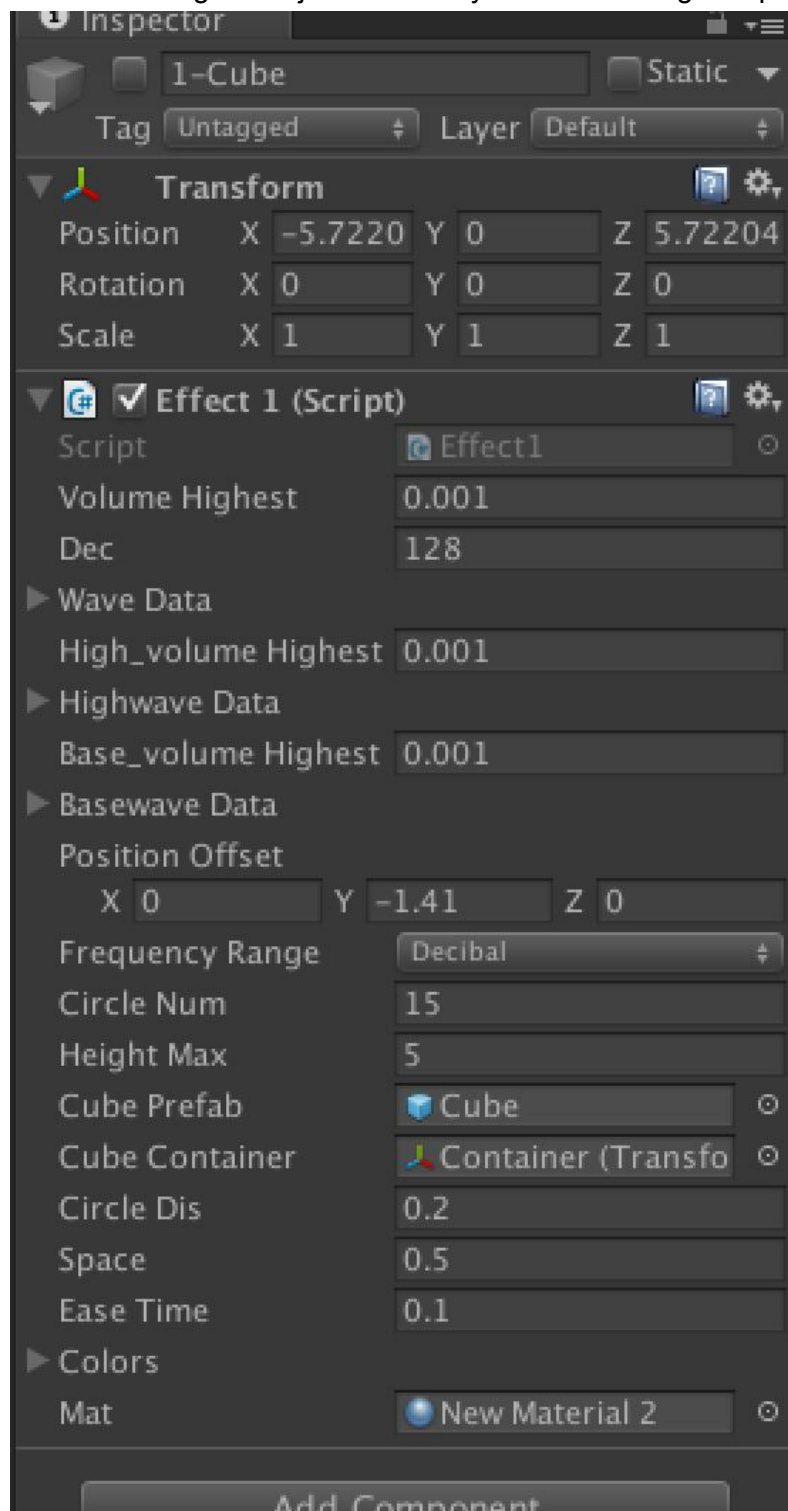 Inspector
1-Cube Static
Tag Untagged Layer Default
Transform
Position X -5.7220 Y 0 Z 5.72204
Rotation X 0 Y 0 Z 0
Scale X 1 Y 1 Z 1
Effect 1 (Script)
Script Effect1
Volume Highest 0.001
Dec 128
Wave Data
High_volume Highest 0.001
Highwave Data
Base_volume Highest 0.001
Basewave Data
Position Offset
X 0 Y -1.41 Z 0
Frequency Range Decibal
Circle Num 15
Height Max 5
Cube Prefab Cube
Cube Container Container (Transfo
Circle Dis 0.2
Space 0.5
Ease Time 0.1
Colors
Mat New Material 2
Add Component